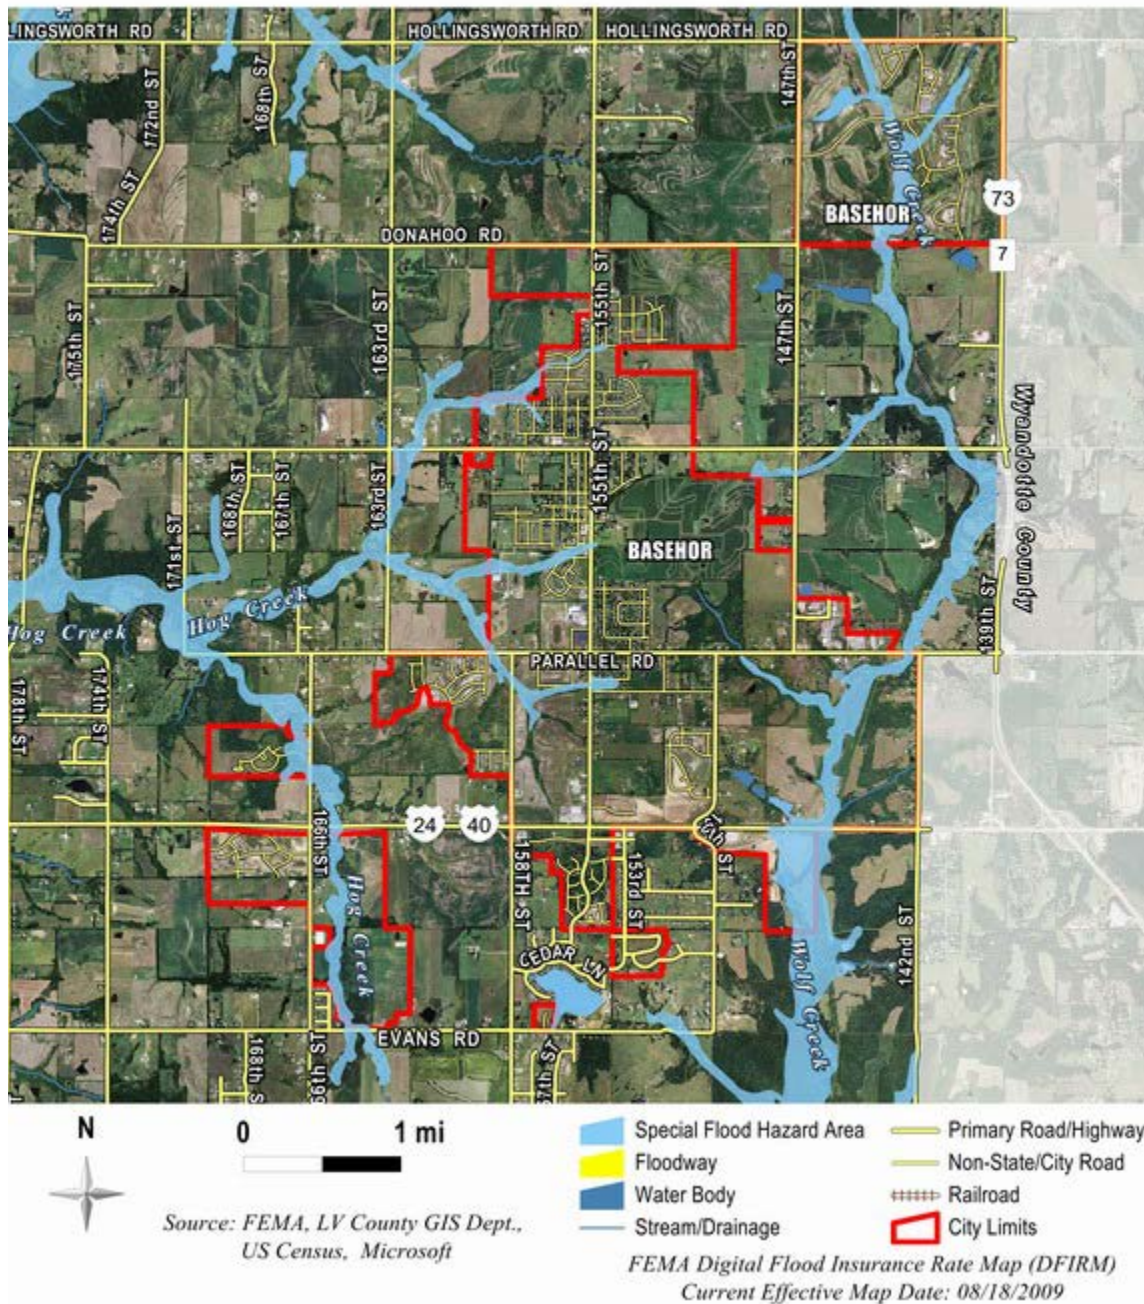 LINGSWORTH RD
HOLLINGSWORTH RD
HOLLINGSWORTH RD
172nd ST
168th ST
147th ST
174th ST
Wolf Creek
73
BASEHOR
DONAHOO RD
7
175th ST
163rd ST
155th ST
147th ST
Wyandotte County
168th ST
167th ST
163rd ST
155th ST
171st ST
BASEHOR
Hog Creek
Hog Creek
139th ST
PARALLEL RD
178th ST
174th ST
166th ST
24
40
ST
158TH ST
153rd ST
Hog Creek
142nd ST
CEDAR LN
Wolf Creek
EVANS RD
168th S
66th ST
57th ST
N
0 1 mi
Source: FEMA, LV County GIS Dept.,
US Census, Microsoft
Special Flood Hazard Area
Floodway
Water Body
Stream/Drainage
Primary Road/Highway
Non-State/City Road
Railroad
City Limits
FEMA Digital Flood Insurance Rate Map (DFIRM)
Current Effective Map Date: 08/18/2009